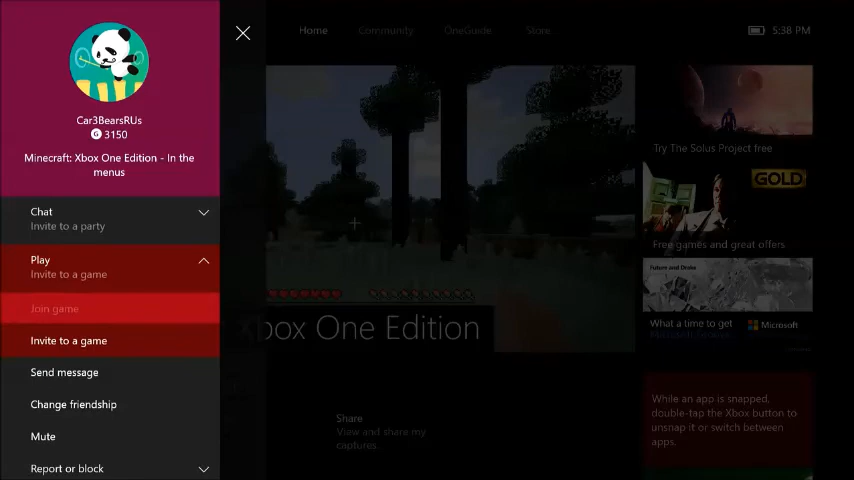 Home
Community
OneGuide
Store
5:38 PM
Car3BearsRUs
G 3150
Minecraft: Xbox One Edition - In the
menus
Chat
Invite to a party
Play
Invite to a game
Join game
Invite to a game
Send message
Change friendship
Mute
Report or block
Xbox One Edition
Share
View and share my
captures
Try The Solus Project free
GOLD
Free games and great offers
Future and Drake
What a time to get
Microsoft
While an app is snapped,
double-tap the Xbox button to
unsnap it or switch between
apps.